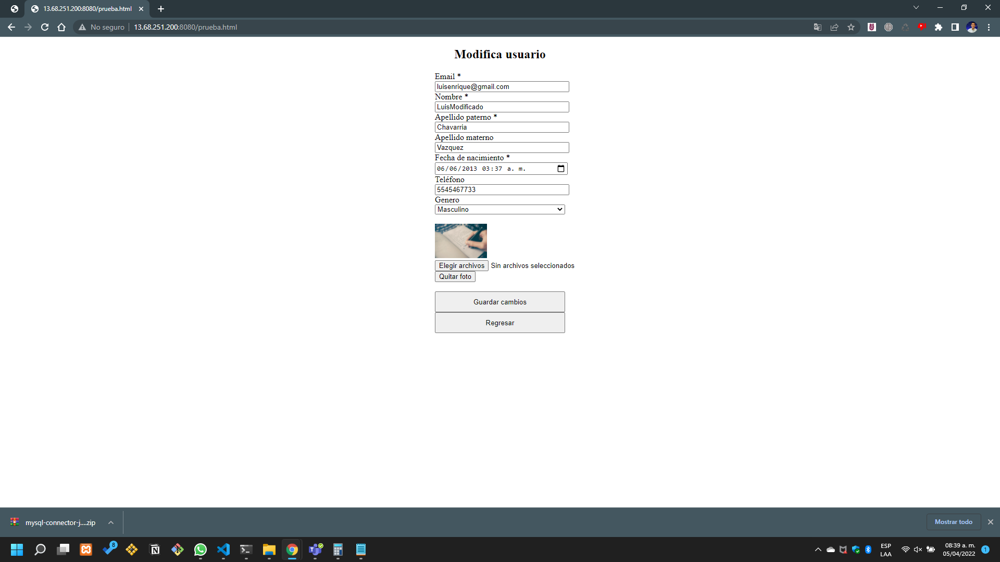 13.68.251.200:8080/prueba.html
No seguro
13.68.251.200:8080/prueba.html
Modifica usuario
Email *
luisenrique@gmail.com
Nombre *
LuisModificado
Apellido paterno *
Chavarria
Apellido materno
Vazquez
Fecha de nacimiento *
06/06/2013 03:37 a. m.
Teléfono
5545467733
Genero
Masculino
Elegir archivos Sin archivos seleccionados
Quitar foto
Guardar cambios
Regresar
mysql-connector-j....zip
Mostrar todo
8
ESP
LAA
08:39 a. m.
05/04/2022
1